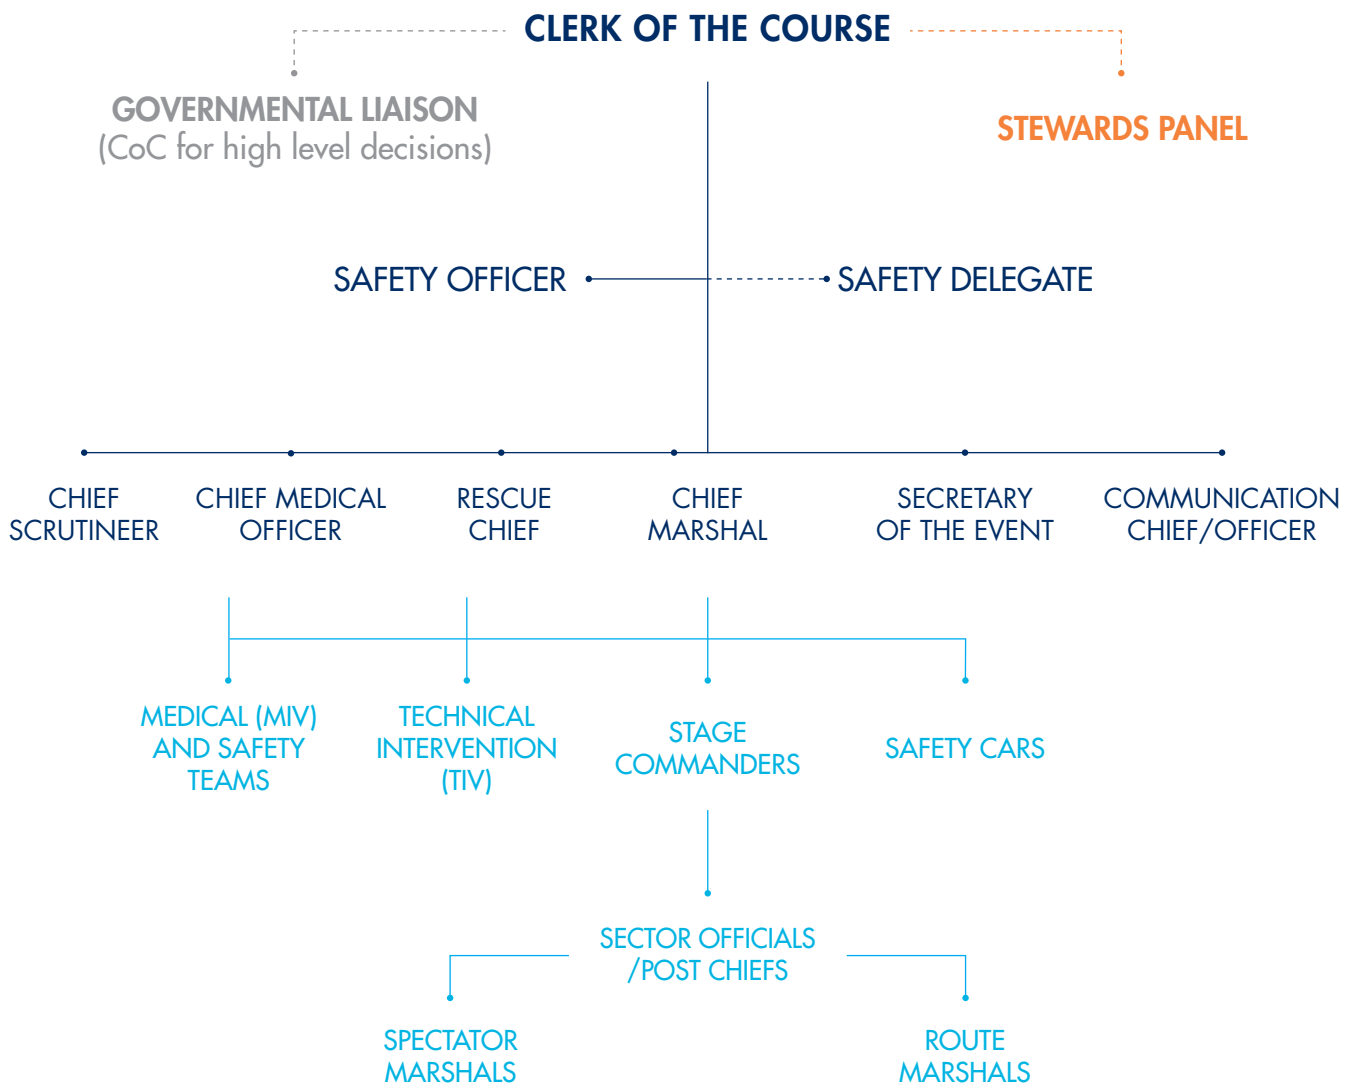 CLERK OF THE COURSE
GOVERNMENTAL LIAISON
(CoC for high level decisions)
STEWARDS PANEL
SAFETY OFFICER
SAFETY DELEGATE
CHIEF
SCRUTINEER
CHIEF MEDICAL
OFFICER
RESCUE
CHIEF
CHIEF
MARSHAL
SECRETARY
OF THE EVENT
COMMUNICATION
CHIEF/OFFICER
MEDICAL (MIV)
AND SAFETY
TEAMS
TECHNICAL
INTERVENTION
(TIV)
STAGE
COMMANDERS
SAFETY CARS
SECTOR OFFICIALS
/POST CHIEFS
SPECTATOR
MARSHALS
ROUTE
MARSHALS